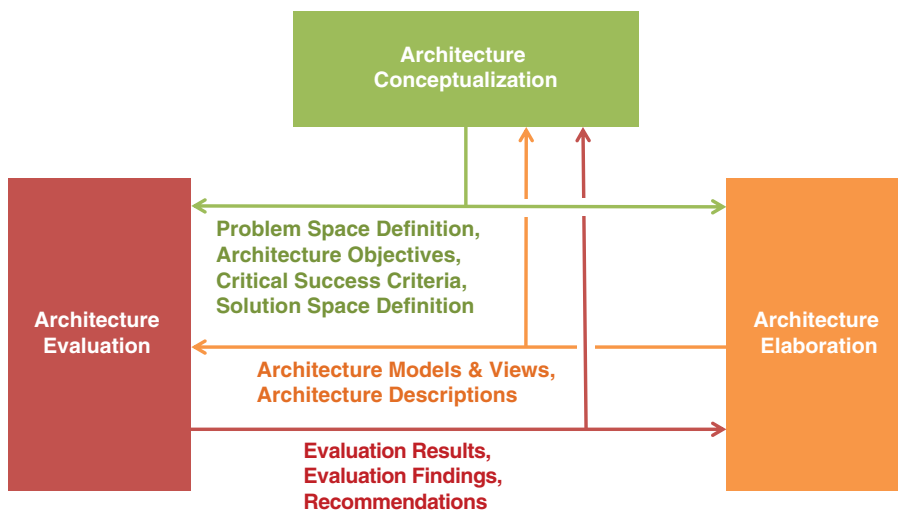 Architecture
Conceptualization
Problem Space Definition,
Architecture Objectives,
Critical Success Criteria,
Solution Space Definition
Architecture
Evaluation
Architecture
Elaboration
Architecture Models & Views,
Architecture Descriptions
Evaluation Results,
Evaluation Findings,
Recommendations